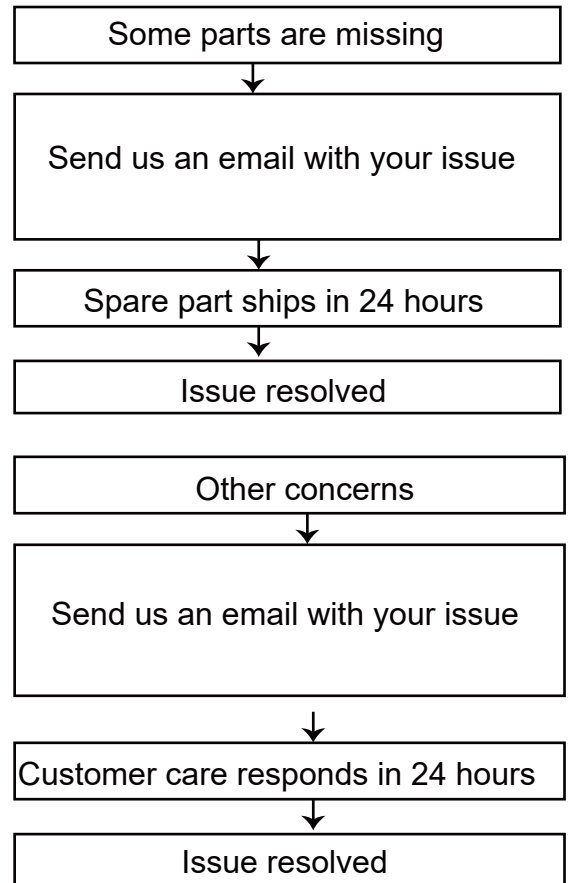 Some parts are missing
Send us an email with your issue
Spare part ships in 24 hours
Issue resolved
Other concerns
Send us an email with your issue
Customer care responds in 24 hours
Issue resolved